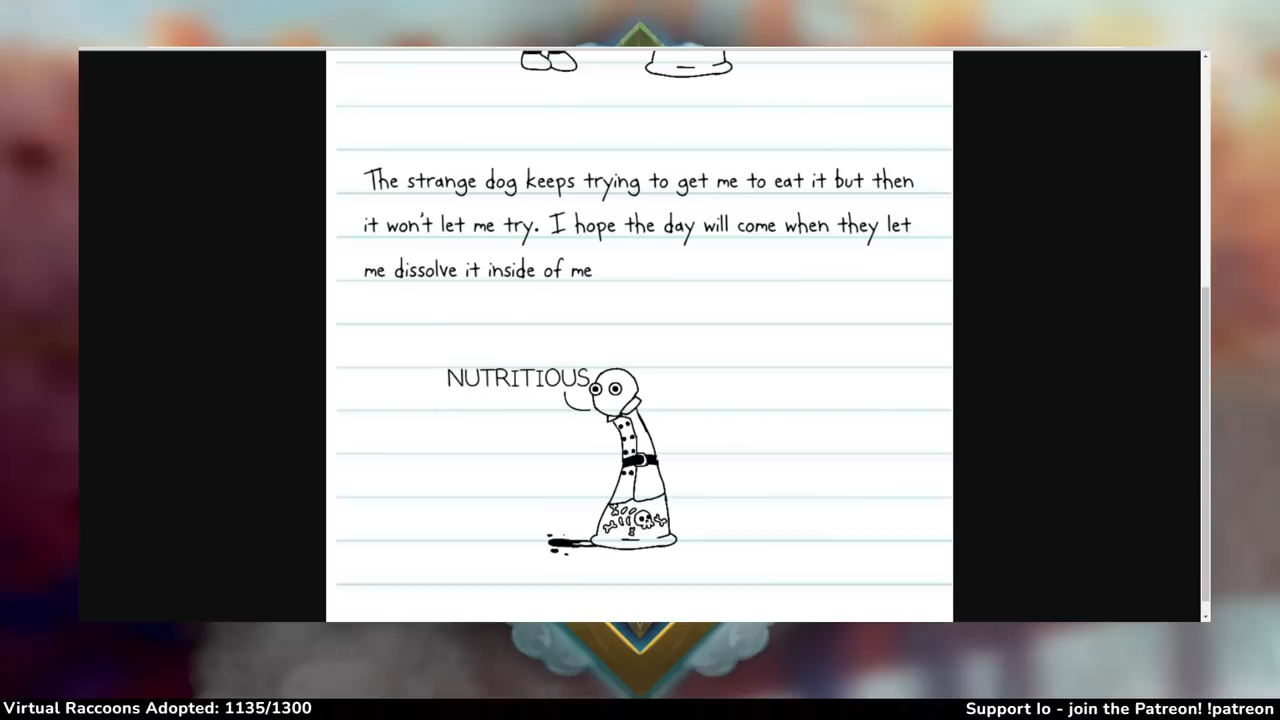 The strange dog keeps trying to get me to eat it but then
it won't let me try. I hope the day will come when they let
me dissolve it inside of me
NUTRITIOUS
Virtual Raccoons Adopted: 1135/1300
Support Io - join the Patreon! !patreon